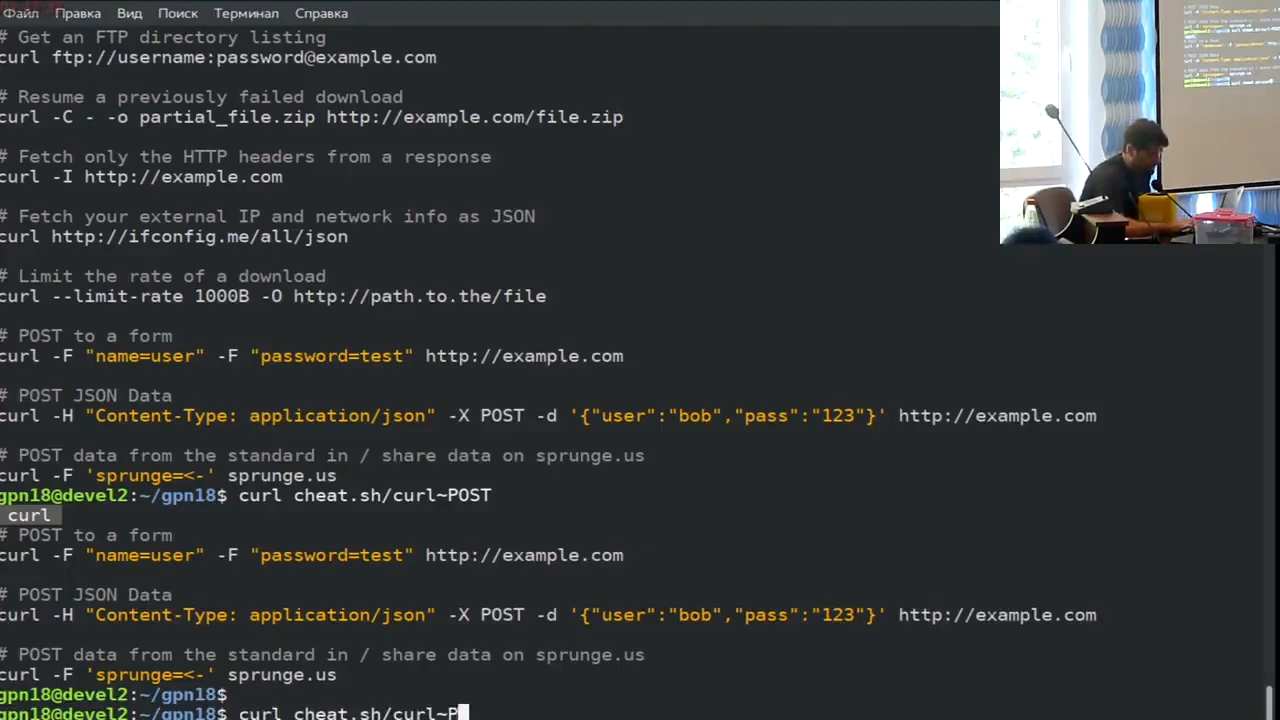 Файл Правка Вид Поиск Терминал Справка
# Get an FTP directory listing
curl ftp://username:password@example.com
# Resume a previously failed download
curl -C - -o partial_file.zip http://example.com/file.zip
# Fetch only the HTTP headers from a response
curl -I http://example.com
# Fetch your external IP and network info as JSON
curl http://ifconfig.me/all/json
# Limit the rate of a download
curl --limit-rate 1000B -O http://path.to.the/file
# POST to a form
curl -F "name=user" -F "password=test" http://example.com
# POST JSON Data
curl -H "Content-Type: application/json" -X POST -d '{"user":"bob","pass":"123"}' http://example.com
# POST data from the standard in / share data on sprunge.us
curl -F 'sprunge=<-' sprunge.us
gpn18@devel2:~/gpn18$ curl cheat.sh/curl~POST
curl
# POST to a form
curl -F "name=user" -F "password=test" http://example.com
# POST JSON Data
curl -H "Content-Type: application/json" -X POST -d '{"user":"bob","pass":"123"}' http://example.com
# POST data from the standard in / share data on sprunge.us
curl -F 'sprunge=<-' sprunge.us
gpn18@devel2:~/gpn18$
gpn18@devel2:~/gpn18$ curl cheat.sh/curl~P